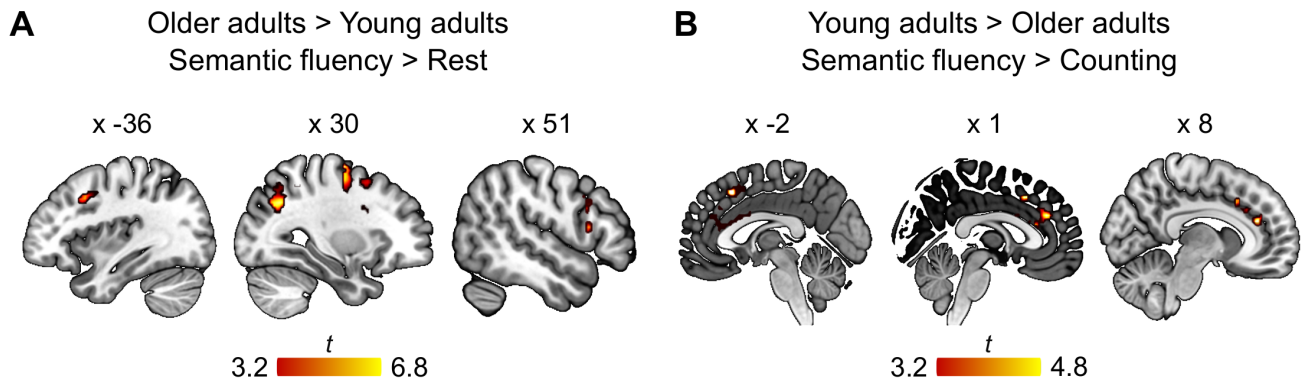 A
Older adults > Young adults
Semantic fluency > Rest
x -36
x 30
x 51
t
3.2
6.8
B
Young adults > Older adults
Semantic fluency > Counting
x -2
x 1
x 8
t
3.2
4.8